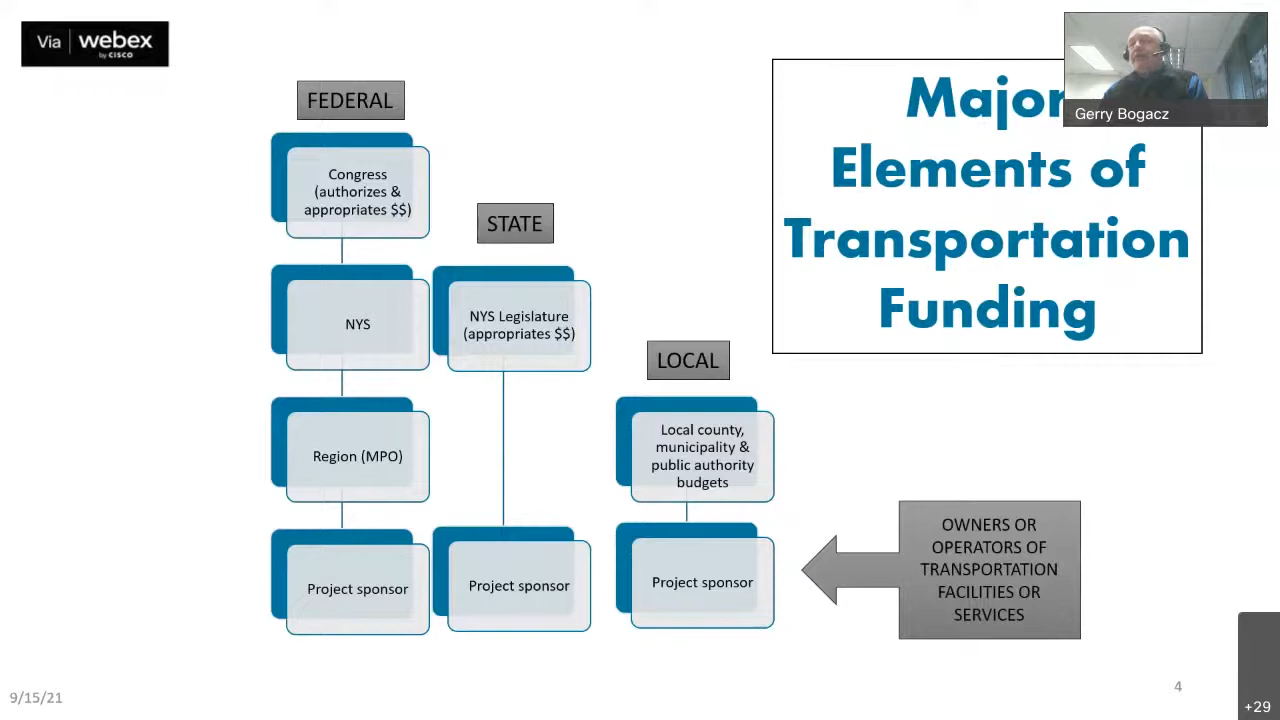 Via webex
by CISCO
Gerry Bogacz
Major
Elements of
Transportation
Funding
FEDERAL
Congress
(authorizes &
appropriates $$)
NYS
Region (MPO)
Project sponsor
STATE
NYS Legislature
(appropriates $$)
Project sponsor
LOCAL
Local county,
municipality &
public authority
budgets
Project sponsor
OWNERS OR
OPERATORS OF
TRANSPORTATION
FACILITIES OR
SERVICES
9/15/21
4
+29